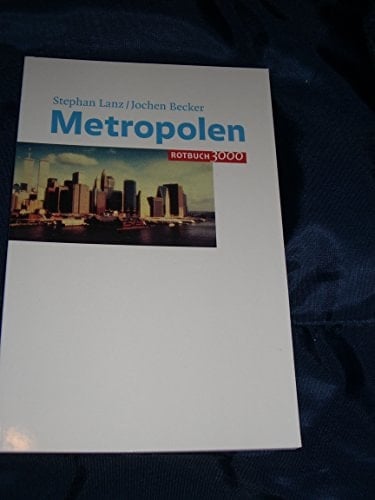 Stephan Lanz/Jochen Becker
Metropolen
ROTBUCH 3000